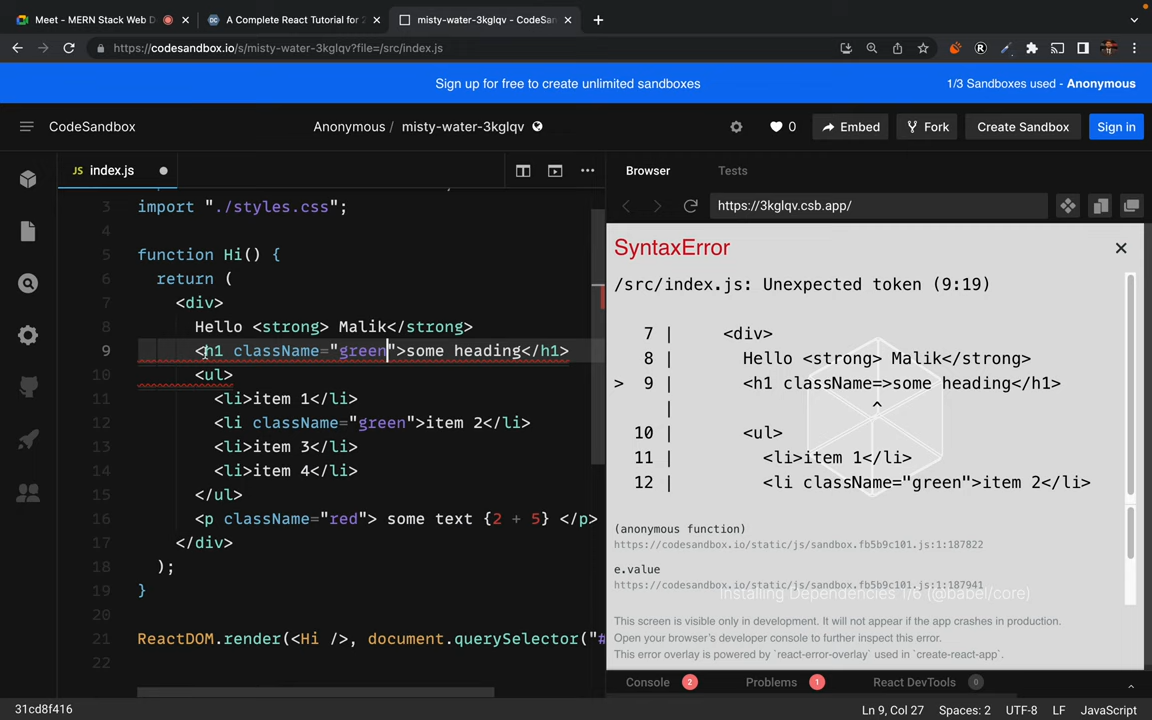 Meet - MERN Stack Web D
A Complete React Tutorial for 2
misty-water-3kglqv - CodeSan
https://codesandbox.io/s/misty-water-3kglqv?file=/src/index.js
Sign up for free to create unlimited sandboxes
1/3 Sandboxes used - Anonymous
CodeSandbox
Anonymous / misty-water-3kglqv
0
Embed
Fork
Create Sandbox
Sign in
JS index.js
Browser
Tests
https://3kglqv.csb.app/
3 import "./styles.css";
4
5 function Hi() {
6 return (
7 <div>
8 Hello <strong> Malik</strong>
9 <h1 className="green">some heading</h1>
10 <ul>
11 <li>item 1</li>
12 <li className="green">item 2</li>
13 <li>item 3</li>
14 <li>item 4</li>
15 </ul>
16 <p className="red"> some text {2 + 5} </p>
17 </div>
18 );
19 }
20
21 ReactDOM.render(<Hi />, document.querySelector("#
22
SyntaxError
/src/index.js: Unexpected token (9:19)
7 | <div>
8 | Hello <strong> Malik</strong>
> 9 | <h1 className=>some heading</h1>
| ^
10 | <ul>
11 | <li>item 1</li>
12 | <li className="green">item 2</li>
(anonymous function)
https://codesandbox.io/static/js/sandbox.fb5b9c101.js:1:187822
e.value
https://codesandbox.io/static/js/sandbox.fb5b9c101.js:1:187941
Installing Dependencies 1/6 (@babel/core)
This screen is visible only in development. It will not appear if the app crashes in production.
Open your browser's developer console to further inspect this error.
This error overlay is powered by `react-error-overlay` used in `create-react-app`.
Console 2
Problems 1
React DevTools 0
31cd8f416
Ln 9, Col 27
Spaces: 2
UTF-8
LF
JavaScript